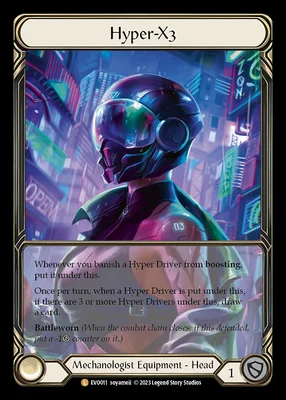 Hyper-X3
OPEN
03
Whenever you banish a Hyper Driver from boosting,
put it under this.
Once per turn, when a Hyper Driver is put under this,
if there are 3 or more Hyper Drivers under this, draw
a card.
Battleworn (When the combat chain closes, if this defended,
put a -1 counter on it.)
Mechanologist Equipment - Head
1
L EVO011 soyameii © 2023 Legend Story Studios